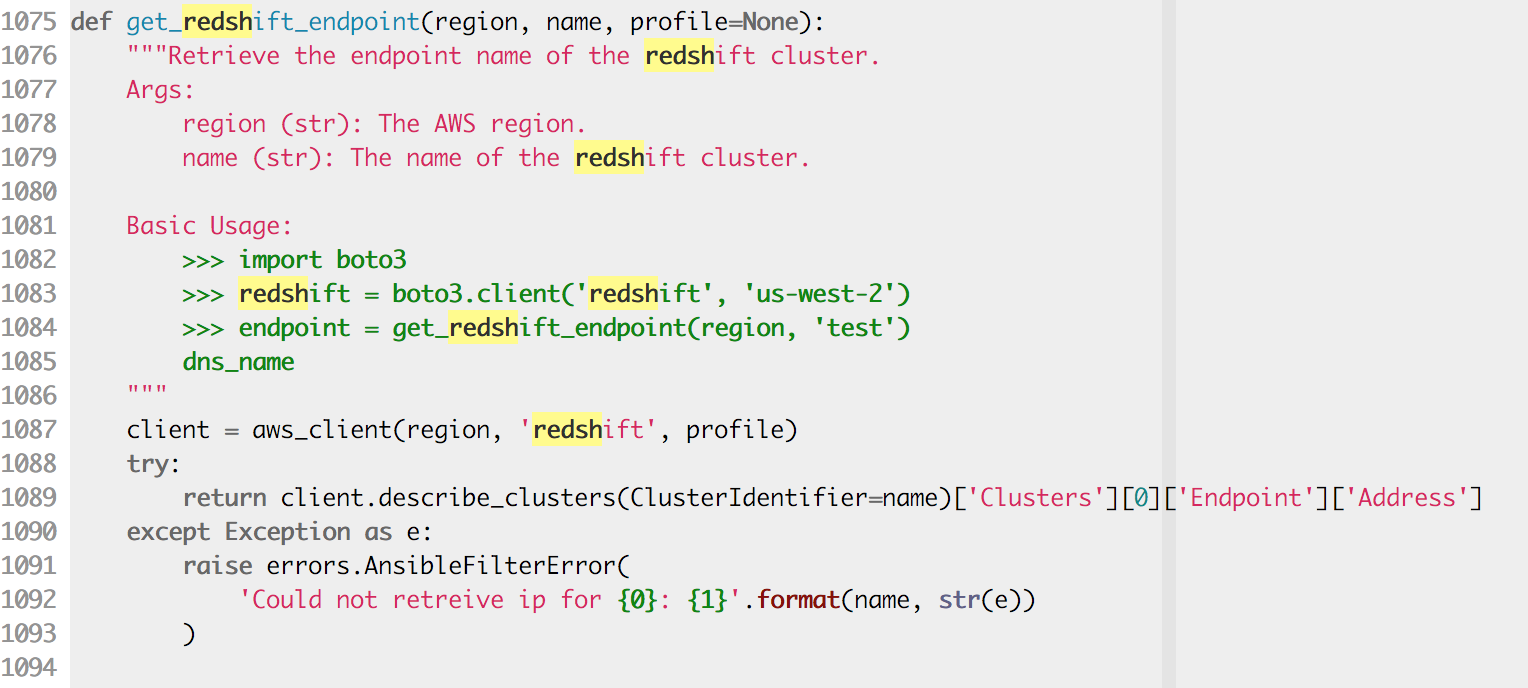 1075 def get_redshift_endpoint(region, name, profile=None):
1076     """Retrieve the endpoint name of the redshift cluster.
1077     Args:
1078         region (str): The AWS region.
1079         name (str): The name of the redshift cluster.
1080
1081     Basic Usage:
1082         >>> import boto3
1083         >>> redshift = boto3.client('redshift', 'us-west-2')
1084         >>> endpoint = get_redshift_endpoint(region, 'test')
1085         dns_name
1086     """
1087     client = aws_client(region, 'redshift', profile)
1088     try:
1089         return client.describe_clusters(ClusterIdentifier=name)['Clusters'][0]['Endpoint']['Address']
1090     except Exception as e:
1091         raise errors.AnsibleFilterError(
1092             'Could not retreive ip for {0}: {1}'.format(name, str(e))
1093         )
1094